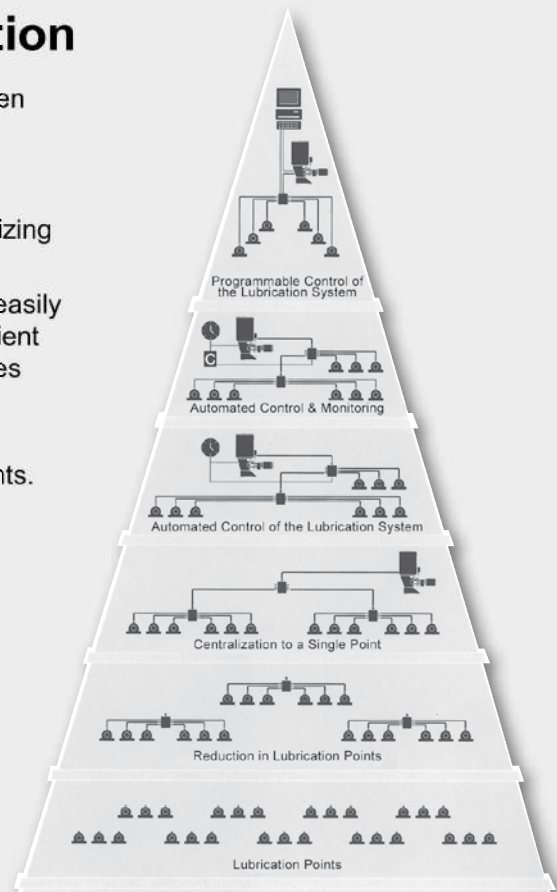 tion
en
izing
easily
ient
es
nts.
Programmable Control of
the Lubrication System
C
Automated Control & Monitoring
Automated Control of the Lubrication System
Centralization to a Single Point
Reduction in Lubrication Points
Lubrication Points